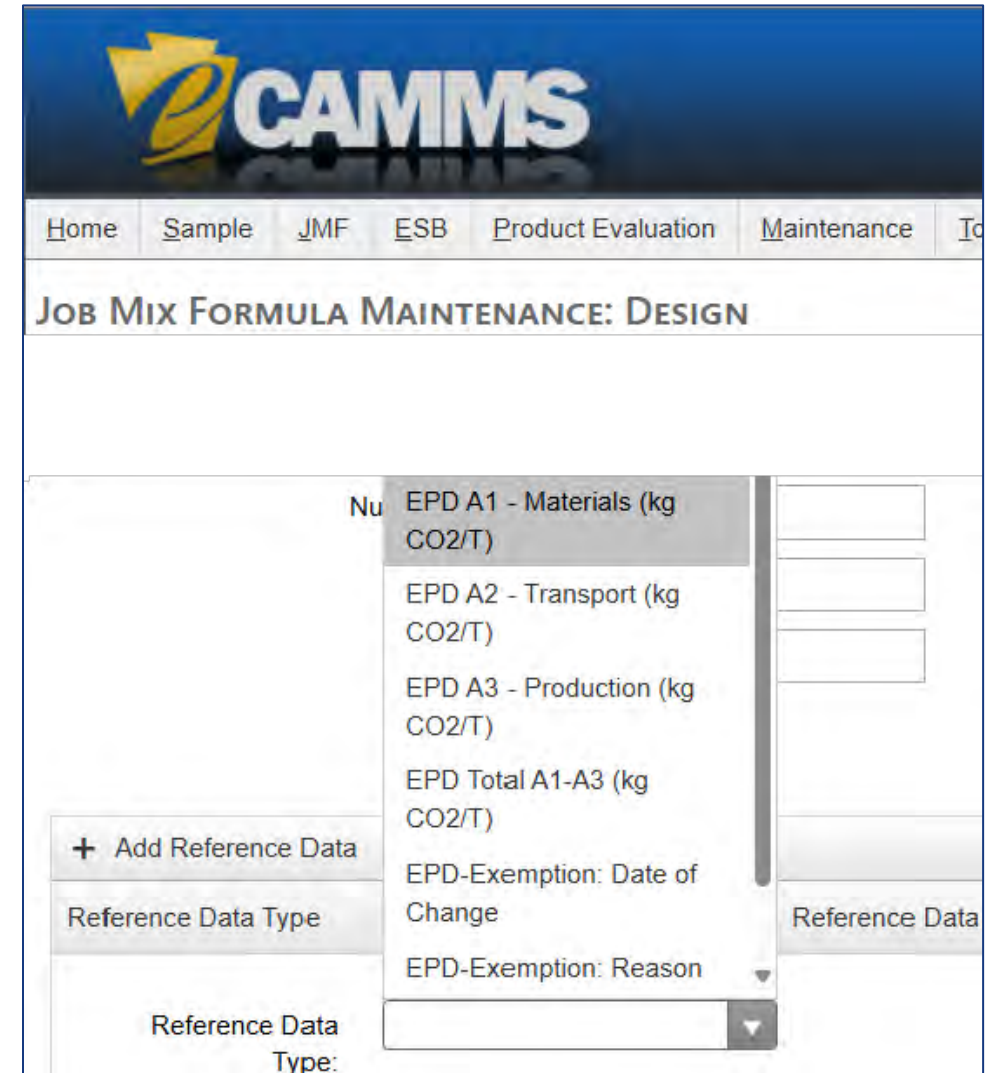 eCAMMS
Home Sample JMF ESB Product Evaluation Maintenance To
JOB MIX FORMULA MAINTENANCE: DESIGN
Nu
EPD A1 - Materials (kg
CO2/T)
EPD A2 - Transport (kg
CO2/T)
EPD A3 - Production (kg
CO2/T)
EPD Total A1-A3 (kg
CO2/T)
+ Add Reference Data
EPD-Exemption: Date of
Change
Reference Data Type
Reference Data
EPD-Exemption: Reason
Reference Data
Type: